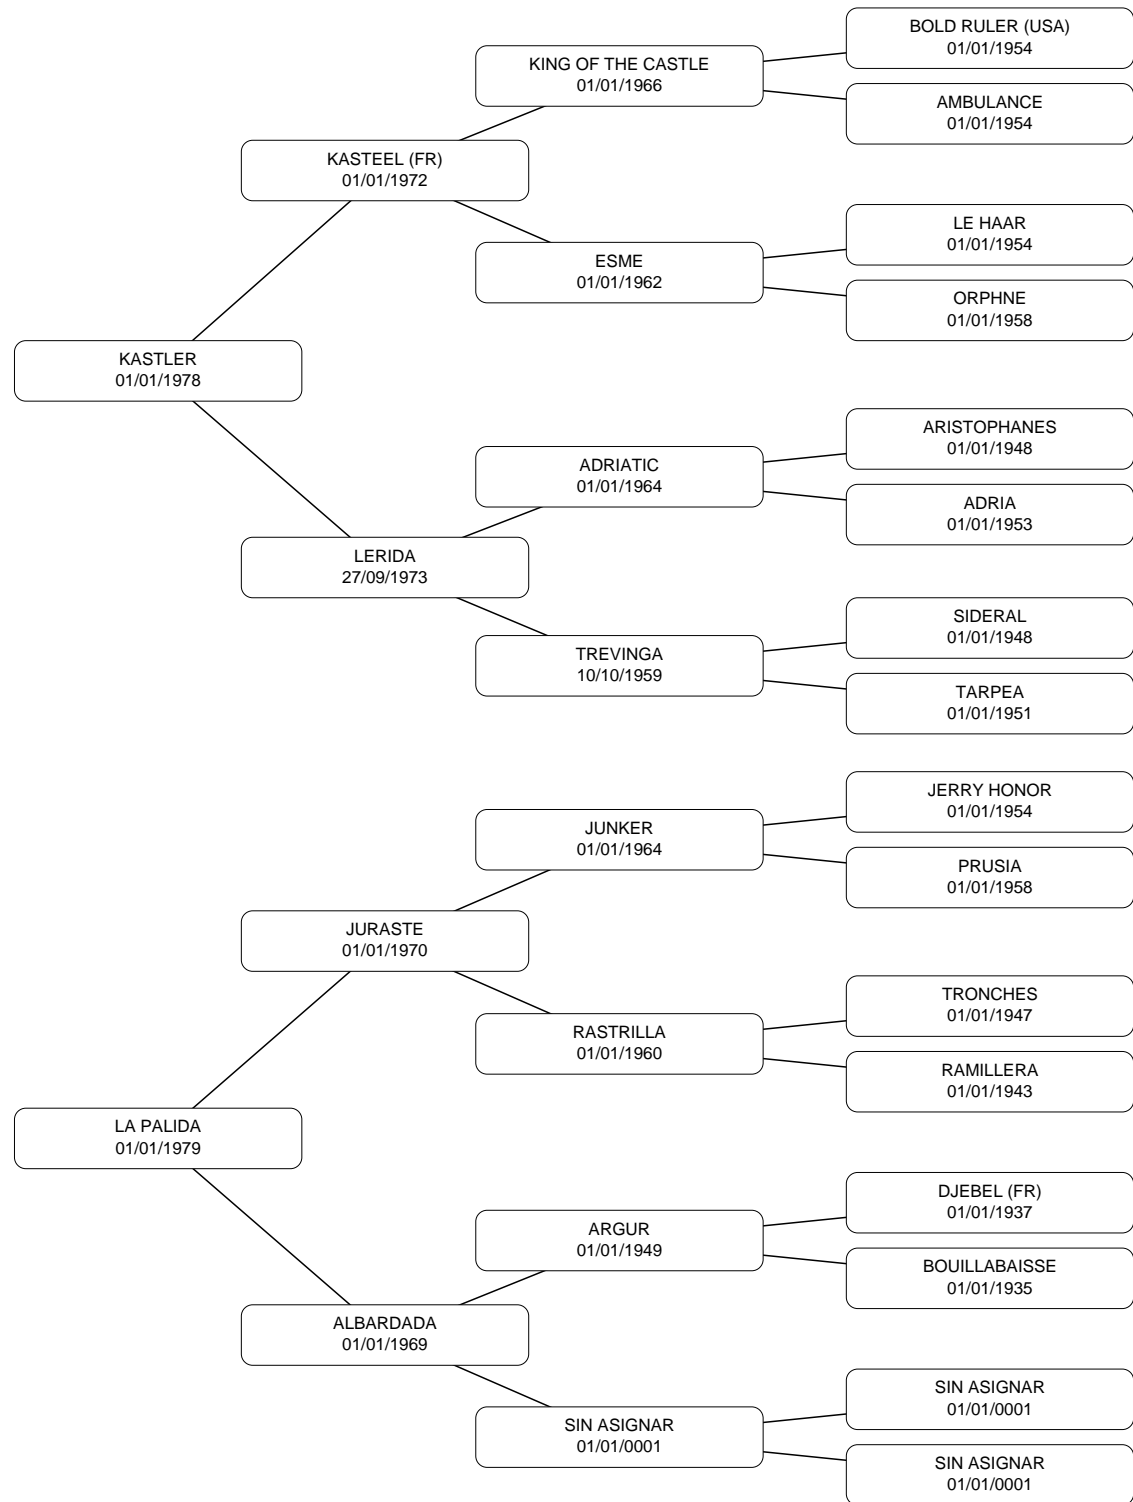 BOLD RULER (USA)
01/01/1954
KING OF THE CASTLE
01/01/1966
AMBULANCE
01/01/1954
KASTEEL (FR)
01/01/1972
LE HAAR
01/01/1954
ESME
01/01/1962
ORPHNE
01/01/1958
KASTLER
01/01/1978
ARISTOPHANES
01/01/1948
ADRIATIC
01/01/1964
ADRIA
01/01/1953
LERIDA
27/09/1973
SIDERAL
01/01/1948
TREVINGA
10/10/1959
TARPEA
01/01/1951
JERRY HONOR
01/01/1954
JUNKER
01/01/1964
PRUSIA
01/01/1958
JURASTE
01/01/1970
TRONCHES
01/01/1947
RASTRILLA
01/01/1960
RAMILLERA
01/01/1943
LA PALIDA
01/01/1979
DJEBEL (FR)
01/01/1937
ARGUR
01/01/1949
BOUILLABAISSE
01/01/1935
ALBARDADA
01/01/1969
SIN ASIGNAR
01/01/0001
SIN ASIGNAR
01/01/0001
SIN ASIGNAR
01/01/0001